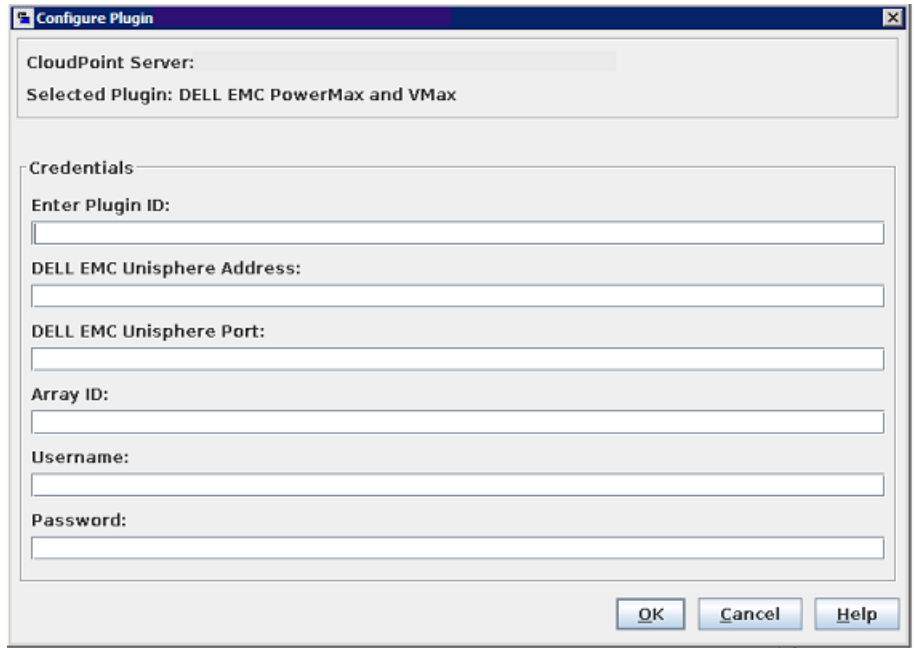 Configure Plugin
CloudPoint Server:
Selected Plugin: DELL EMC PowerMax and VMax
Credentials
Enter Plugin ID:
DELL EMC Unisphere Address:
DELL EMC Unisphere Port:
Array ID:
Username:
Password:
OK Cancel Help